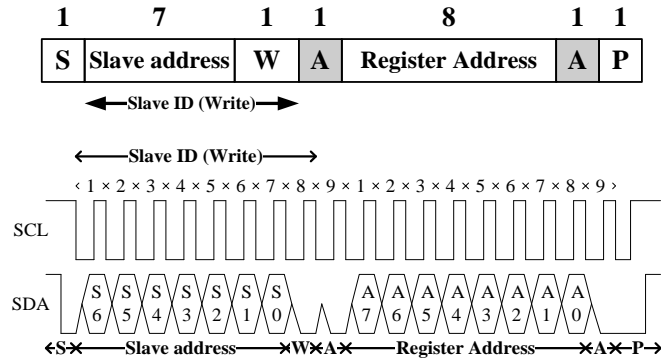 1 7 1 1 8 1 1
S Slave address W A Register Address A P
Slave ID (Write)
Slave ID (Write)
1 2 3 4 5 6 7 8 9 1 2 3 4 5 6 7 8 9
SCL
SDA
S6 S5 S4 S3 S2 S1 S0 A7 A6 A5 A4 A3 A2 A1 A0
S Slave address W A Register Address A P